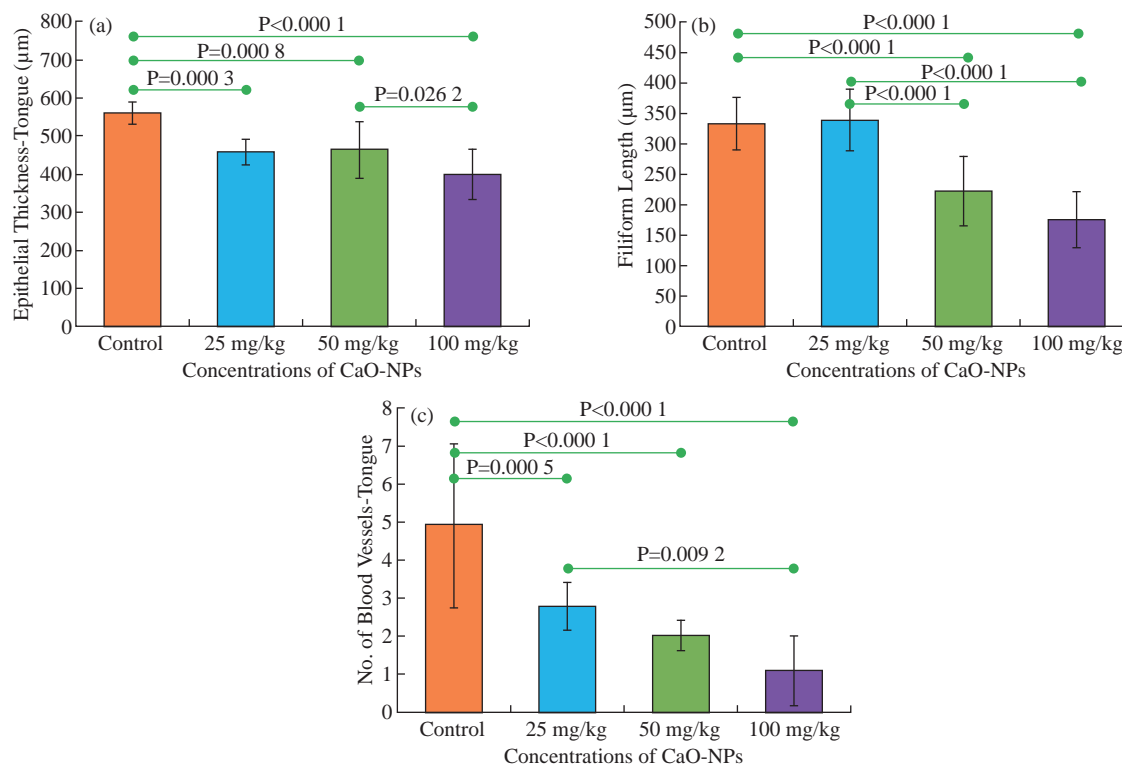 (a)
Epithelial Thickness-Tongue (μm)
800
700
600
500
400
300
200
100
0
P<0.000 1
P=0.000 8
P=0.000 3
P=0.026 2
Control 25 mg/kg 50 mg/kg 100 mg/kg
Concentrations of CaO-NPs
(b)
Filiform Length (μm)
500
450
400
350
300
250
200
150
100
50
0
P<0.000 1
P<0.000 1
P<0.000 1
P<0.000 1
Control 25 mg/kg 50 mg/kg 100 mg/kg
Concentrations of CaO-NPs
(c)
No. of Blood Vessels-Tongue
8
7
6
5
4
3
2
1
0
P<0.000 1
P<0.000 1
P=0.000 5
P=0.009 2
Control 25 mg/kg 50 mg/kg 100 mg/kg
Concentrations of CaO-NPs